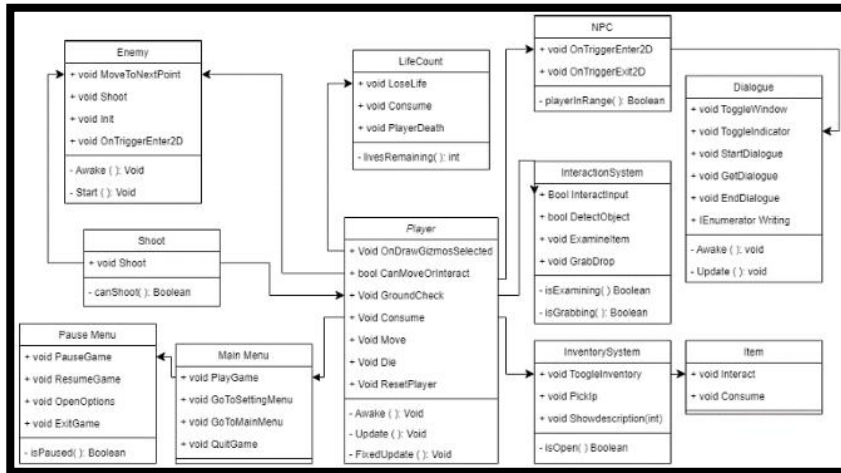 Enemy
+ void MoveToNextPoint
+ void Shoot
+ void Init
+ void OnTriggerEnter2D
- Awake ( ): Void
- Start ( ): Void
Shoot
+ void Shoot
- canShoot( ): Boolean
Pause Menu
+ void PauseGame
+ void ResumeGame
+ void OpenOptions
+ void ExitGame
- isPaused( ): Boolean
Main Menu
+ void PlayGame
+ void GoToSettingMenu
+ void GoToMainMenu
+ void QuitGame
LifeCount
+ void LoseLife
+ void Consume
+ void PlayerDeath
- livesRemaining( ): int
Player
+ Void OnDrawGizmosSelected
+ bool CanMoveOrInteract
+ Void GroundCheck
+ Void Consume
+ Void Move
+ Void Die
+ Void ResetPlayer
- Awake ( ): Void
- Update ( ): Void
- FixedUpdate ( ): Void
NPC
+ void OnTriggerEnter2D
+ void OnTriggerExit2D
- playerInRange( ): Boolean
InteractionSystem
+ Bool InteractInput
+ bool DetectObject
+ void ExamineItem
+ void GrabDrop
- isExamining( ) Boolean
- isGrabbing( ): Boolean
InventorySystem
+ void ToogleInventory
+ void PickIp
+ void Showdescription(int)
- isOpen( ) Boolean
Dialogue
+ void ToggleWindow
+ void ToggleIndicator
+ void StartDialogue
+ void GetDialogue
+ void EndDialogue
+ IEnumerator Writing
- Awake ( ): void
- Update ( ): void
Item
+ void Interact
+ void Consume